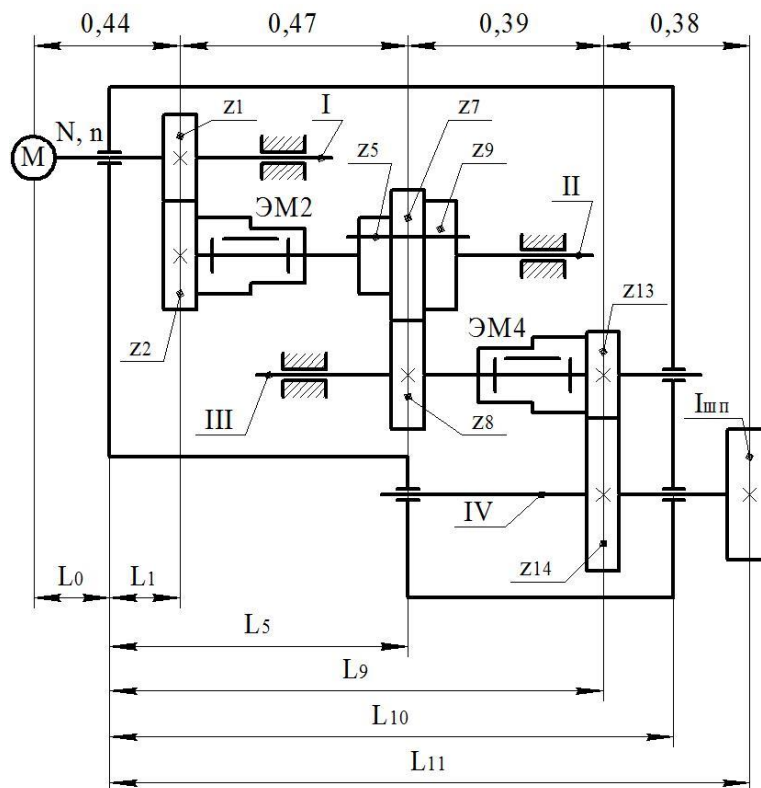 0,44 0,47 0,39 0,38
z1 I z7
N, n z5 z9
M
ЭМ2 II
z13
z2 ЭМ4
Iшп
III z8
IV
z14
L0 L1
L5
L9
L10
L11